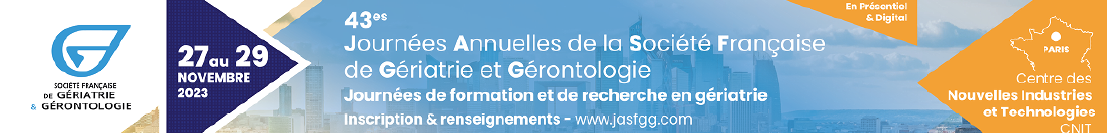 SOCIÉTÉ FRANÇAISE
DE GÉRIATRIE
& GÉRONTOLOGIE
27 au 29
NOVEMBRE
2023
43es
Journées Annuelles de la Société Française
de Gériatrie et Gérontologie
Journées de formation et de recherche en gériatrie
Inscription & renseignements - www.jasfgg.com
En Présentiel
& Digital
PARIS
Centre des
Nouvelles Industries
et Technologies
CNIT